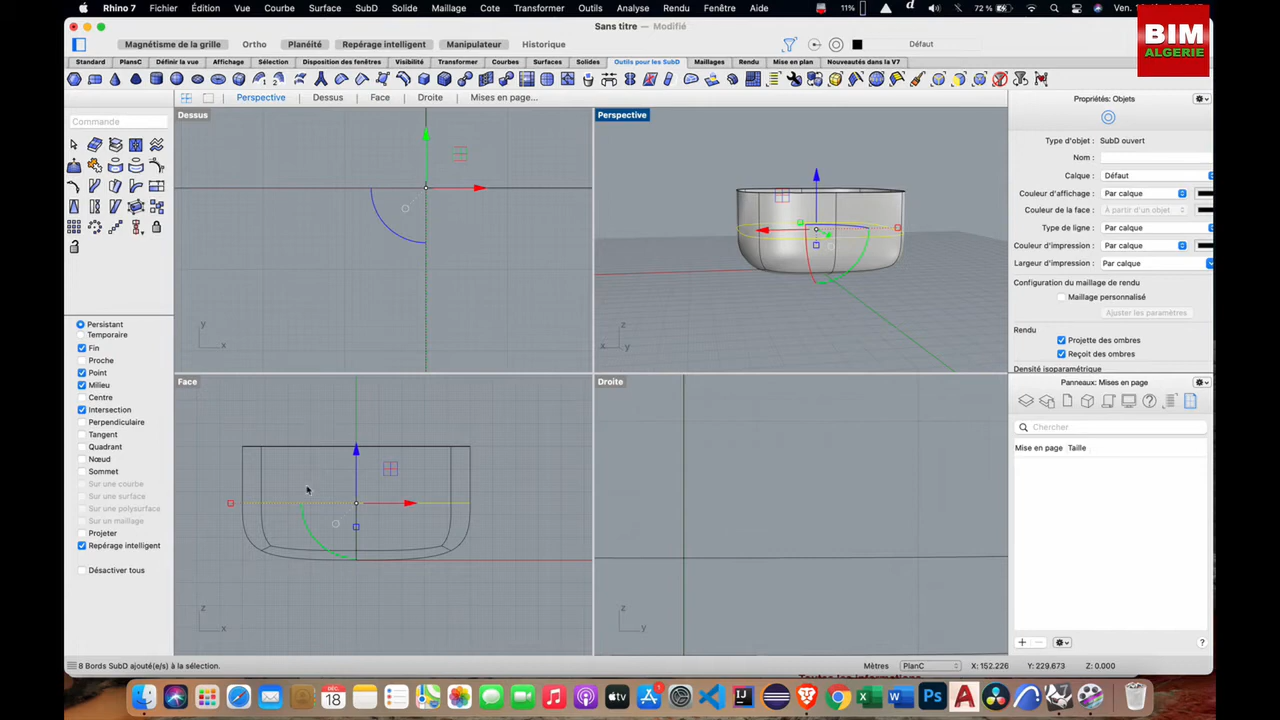 Rhino 7 Fichier Édition Vue Courbe Surface SubD Solide Maillage Cote Transformer Outils Analyse Rendu Fenêtre Aide 11% d 72 %
Sans titre — Modifié
BIM
ALGERIE
Magnétisme de la grille Ortho Planéité Repérage intelligent Manipulateur Historique Défaut
Standard PlansC Définir la vue Affichage Sélection Disposition des fenêtres Visibilité Transformer Courbes Surfaces Solides Outils pour les SubD Maillages Rendu Mise en plan Nouveautés dans la V7
Perspective Dessus Face Droite Mises en page...
Commande
Dessus
y
x
Perspective
z
x
y
Face
z
x
Droite
z
y
Persistant
Temporaire
Fin
Proche
Point
Milieu
Centre
Intersection
Perpendiculaire
Tangent
Quadrant
Nœud
Sommet
Sur une courbe
Sur une surface
Sur une polysurface
Sur un maillage
Projeter
Repérage intelligent
Désactiver tous
Propriétés: Objets
Type d'objet : SubD ouvert
Nom :
Calque : Défaut
Couleur d'affichage : Par calque
Couleur de la face : À partir d'un objet
Type de ligne : Par calque
Couleur d'impression : Par calque
Largeur d'impression : Par calque
Configuration du maillage de rendu
Maillage personnalisé
Ajuster les paramètres
Rendu
Projette des ombres
Reçoit des ombres
Densité isoparamétrique
Panneaux: Mises en page
Chercher
Mise en page Taille
8 Bords SubD ajouté(e)s à la sélection. Mètres PlanC X: 152.226 Y: 229.673 Z: 0.000
DÉC.
18